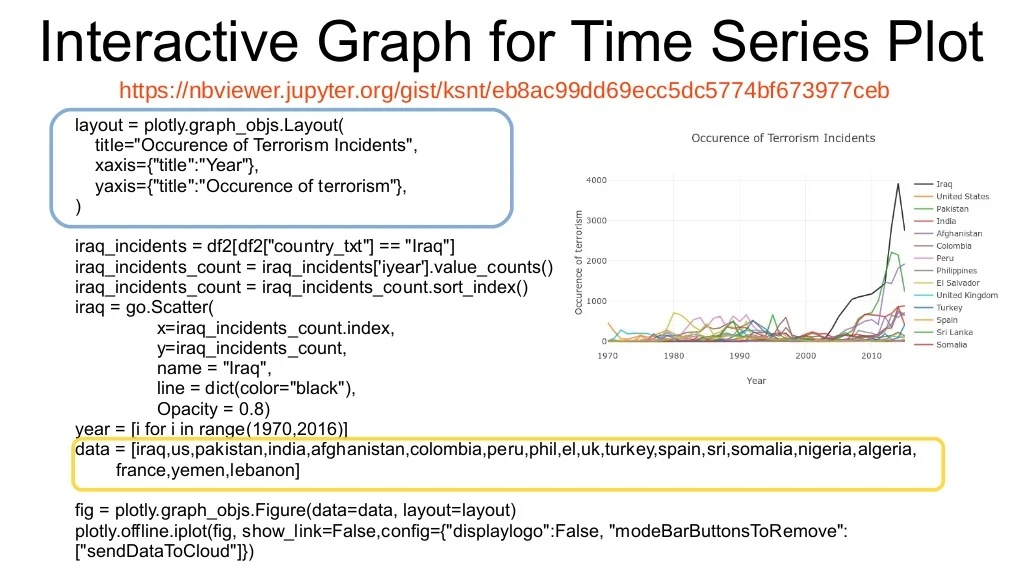 Interactive Graph for Time Series Plot
https://nbviewer.jupyter.org/gist/ksnt/eb8ac99dd69ecc5dc5774bf673977ceb
layout = plotly.graph_objs.Layout(
title="Occurence of Terrorism Incidents",
xaxis={"title":"Year"},
yaxis={"title":"Occurence of terrorism"},
)
iraq_incidents = df2[df2["country_txt"] == "Iraq"]
iraq_incidents_count = iraq_incidents['iyear'].value_counts()
iraq_incidents_count = iraq_incidents_count.sort_index()
iraq = go.Scatter(
x=iraq_incidents_count.index,
y=iraq_incidents_count,
name = "Iraq",
line = dict(color="black"),
Opacity = 0.8)
year = [i for i in range(1970,2016)]
data = [iraq,us,pakistan,india,afghanistan,colombia,peru,phil,el,uk,turkey,spain,sri,somalia,nigeria,algeria,
france,yemen,lebanon]
fig = plotly.graph_objs.Figure(data=data, layout=layout)
plotly.offline.iplot(fig, show_link=False,config={"displaylogo":False, "modeBarButtonsToRemove":
["sendDataToCloud"]})
Occurence of Terrorism Incidents
Occurence of terrorism
4000
3000
2000
1000
0
1970
1980
1990
2000
2010
Year
Iraq
United States
Pakistan
India
Afghanistan
Colombia
Peru
Philippines
El Salvador
United Kingdom
Turkey
Spain
Sri Lanka
Somalia